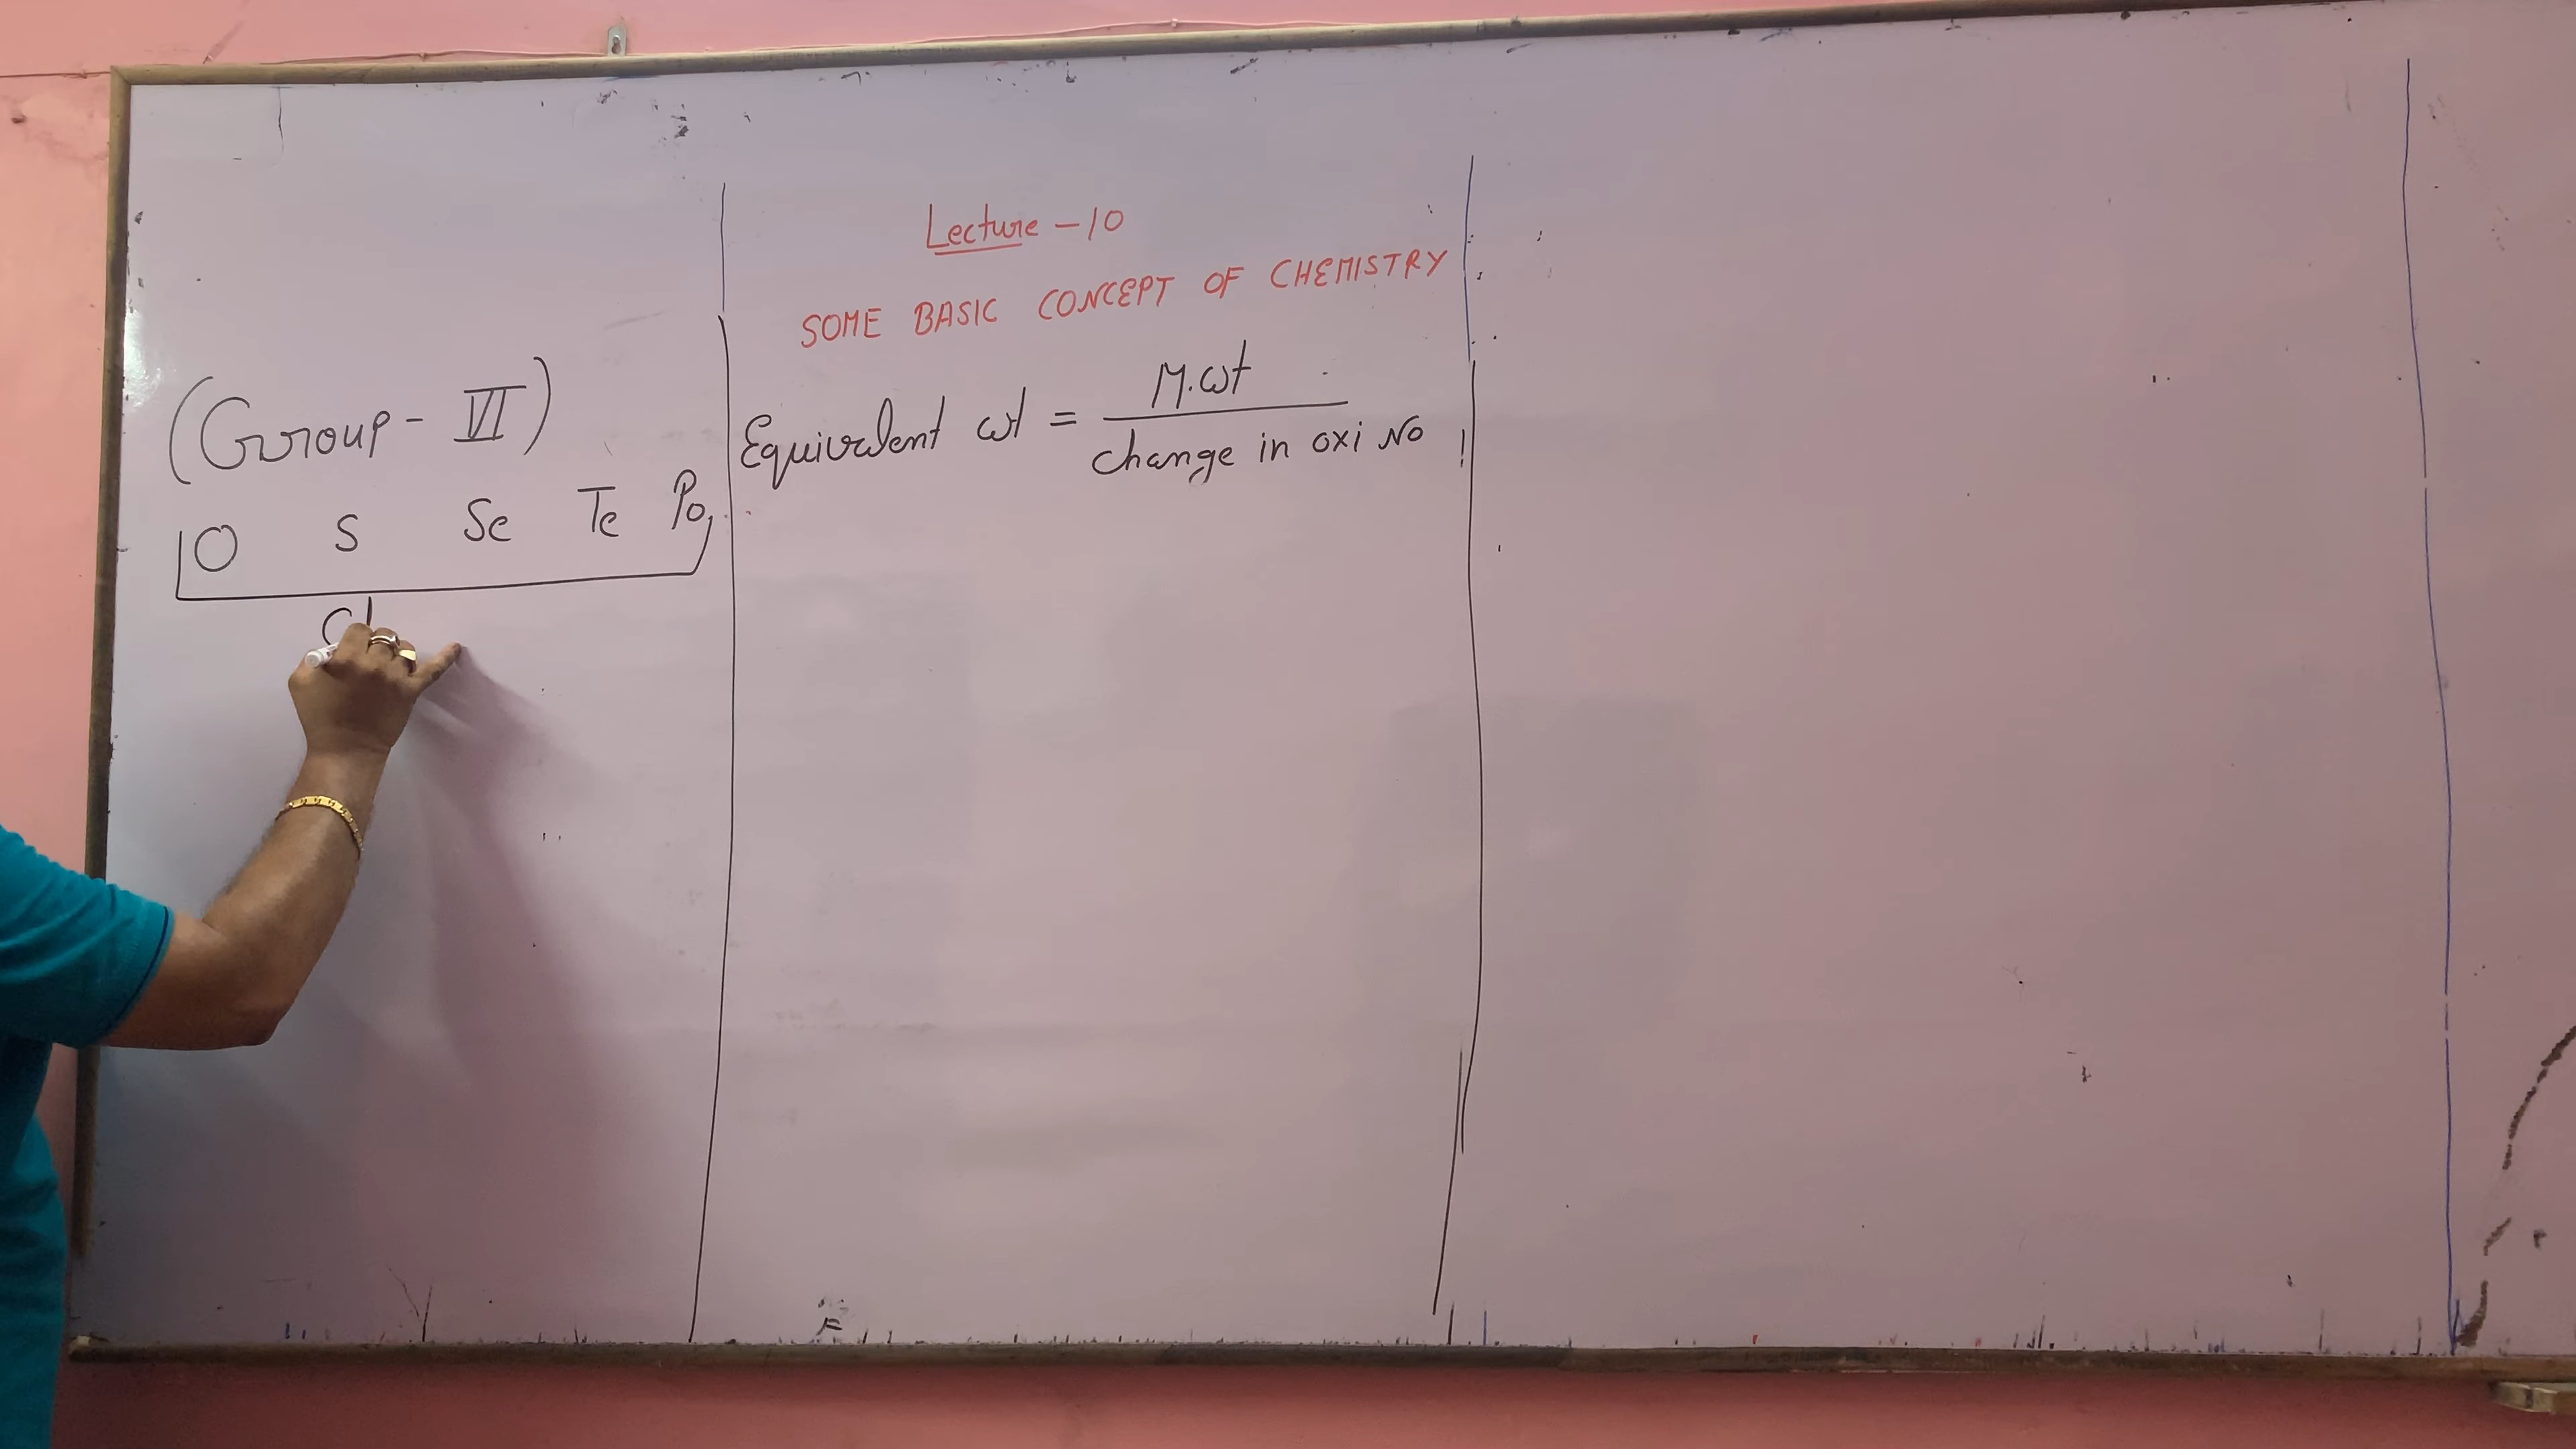 (Group - VI)
O S Se Te Po,
Ch
Lecture - 10
SOME BASIC CONCEPT OF CHEMISTRY
Equivalent wt = M.wt
change in oxi No